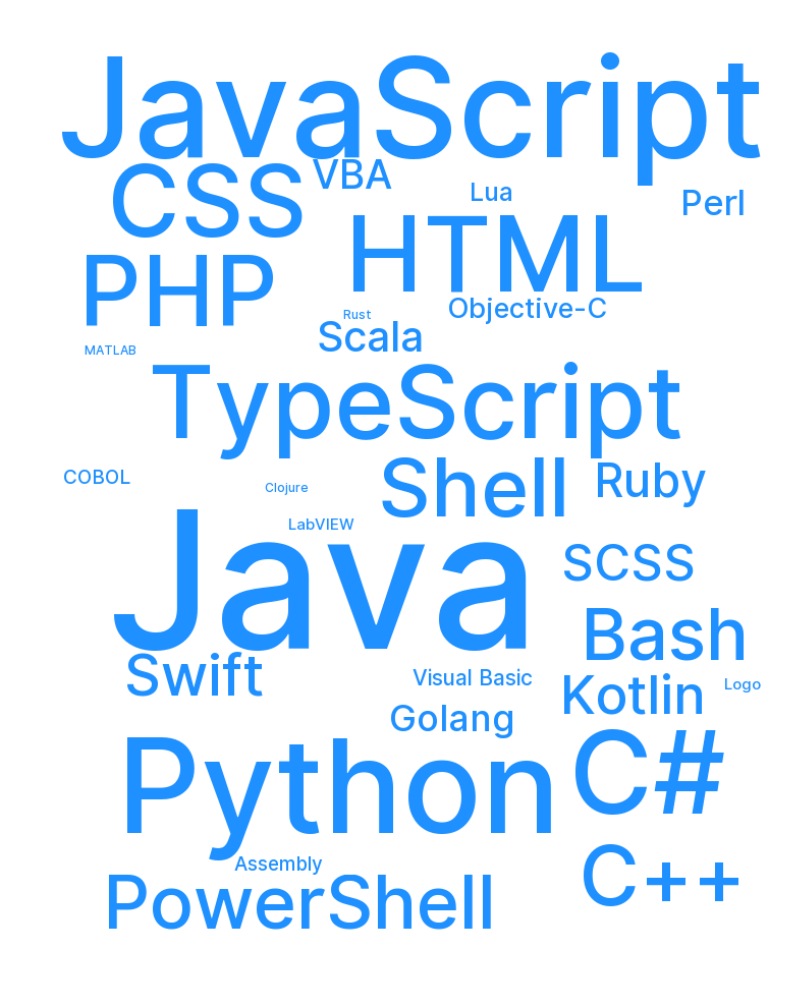 JavaScript
CSS
VBA
Lua
Perl
HTML
PHP
Objective-C
Rust
Scala
MATLAB
TypeScript
Shell
Ruby
COBOL
Clojure
LabVIEW
Java
SCSS
Bash
Swift
Visual Basic
Kotlin
Logo
Golang
Python
C#
Assembly
C++
PowerShell